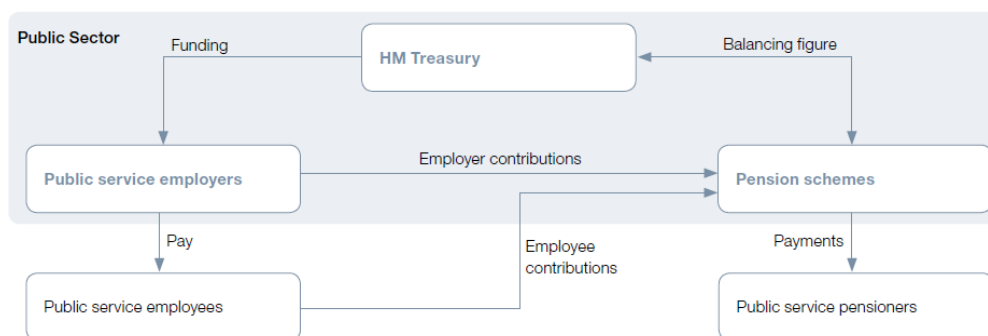 Public Sector
Funding
HM Treasury
Balancing figure
Public service employers
Employer contributions
Pension schemes
Pay
Employee
contributions
Payments
Public service employees
Public service pensioners